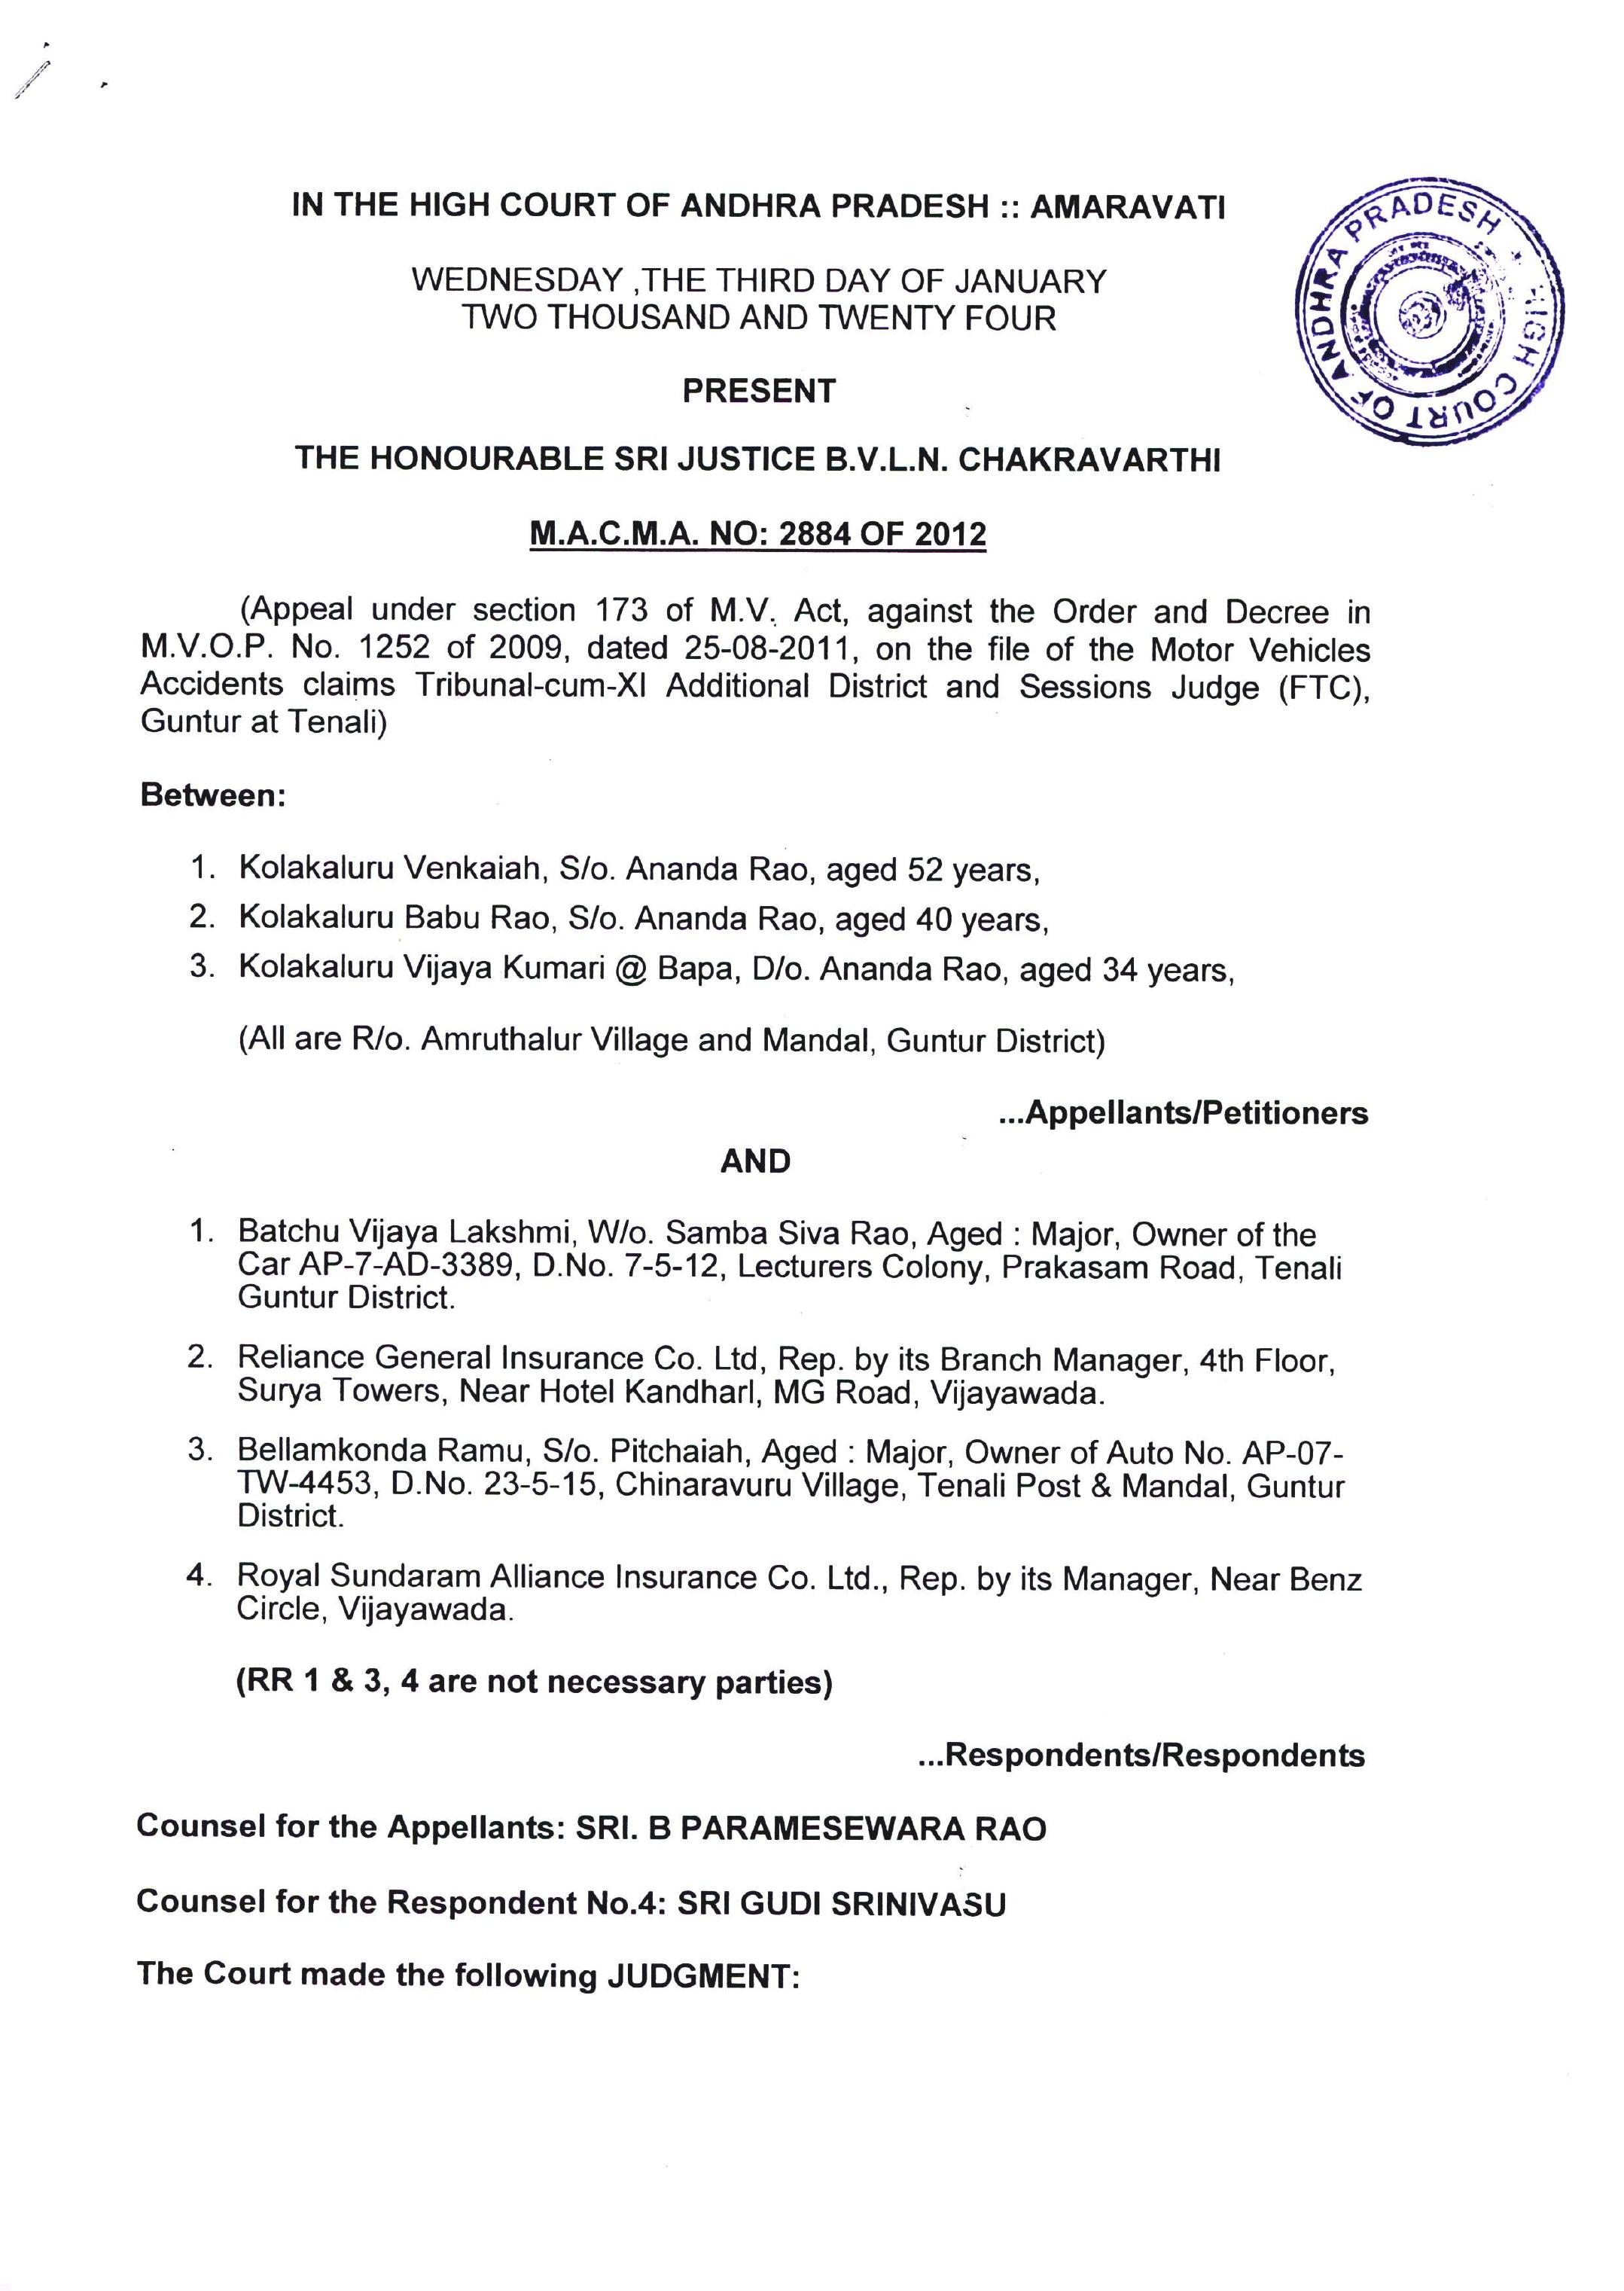 IN THE HIGH COURT OF ANDHRA PRADESH :: AMARAVATI
WEDNESDAY ,THE THIRD DAY OF JANUARY
TWO THOUSAND AND TWENTY FOUR
HIGH COURT OF ANDHRA PRADESH
PRESENT
THE HONOURABLE SRI JUSTICE B.V.L.N. CHAKRAVARTHI
M.A.C.M.A. NO: 2884 OF 2012
(Appeal under section 173 of M.V. Act, against the Order and Decree in
M.V.O.P. No. 1252 of 2009, dated 25-08-2011, on the file of the Motor Vehicles
Accidents claims Tribunal-cum-XI Additional District and Sessions Judge (FTC),
Guntur at Tenali)
Between:
1. Kolakaluru Venkaiah, S/o. Ananda Rao, aged 52 years,
2. Kolakaluru Babu Rao, S/o. Ananda Rao, aged 40 years,
3. Kolakaluru Vijaya Kumari @ Bapa, D/o. Ananda Rao, aged 34 years,
(All are R/o. Amruthalur Village and Mandal, Guntur District)
...Appellants/Petitioners
AND
1. Batchu Vijaya Lakshmi, W/o. Samba Siva Rao, Aged : Major, Owner of the
Car AP-7-AD-3389, D.No. 7-5-12, Lecturers Colony, Prakasam Road, Tenali
Guntur District.
2. Reliance General Insurance Co. Ltd, Rep. by its Branch Manager, 4th Floor,
Surya Towers, Near Hotel Kandharl, MG Road, Vijayawada.
3. Bellamkonda Ramu, S/o. Pitchaiah, Aged : Major, Owner of Auto No. AP-07-
TW-4453, D.No. 23-5-15, Chinaravuru Village, Tenali Post & Mandal, Guntur
District.
4. Royal Sundaram Alliance Insurance Co. Ltd., Rep. by its Manager, Near Benz
Circle, Vijayawada.
(RR 1 & 3, 4 are not necessary parties)
...Respondents/Respondents
Counsel for the Appellants: SRI. B PARAMESEWARA RAO
Counsel for the Respondent No.4: SRI GUDI SRINIVASU
The Court made the following JUDGMENT: